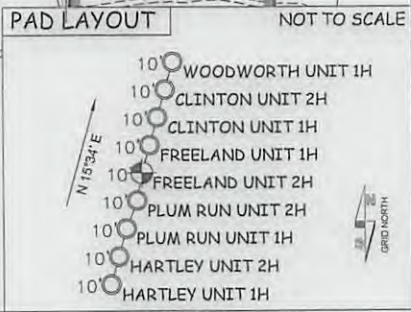 PAD LAYOUT
NOT TO SCALE
10' WOODWORTH UNIT 1H
10' CLINTON UNIT 2H
10' CLINTON UNIT 1H
10' FREELAND UNIT 1H
10' FREELAND UNIT 2H
10' PLUM RUN UNIT 2H
10' PLUM RUN UNIT 1H
10' HARTLEY UNIT 2H
10' HARTLEY UNIT 1H
N 15°34' E
GRID NORTH